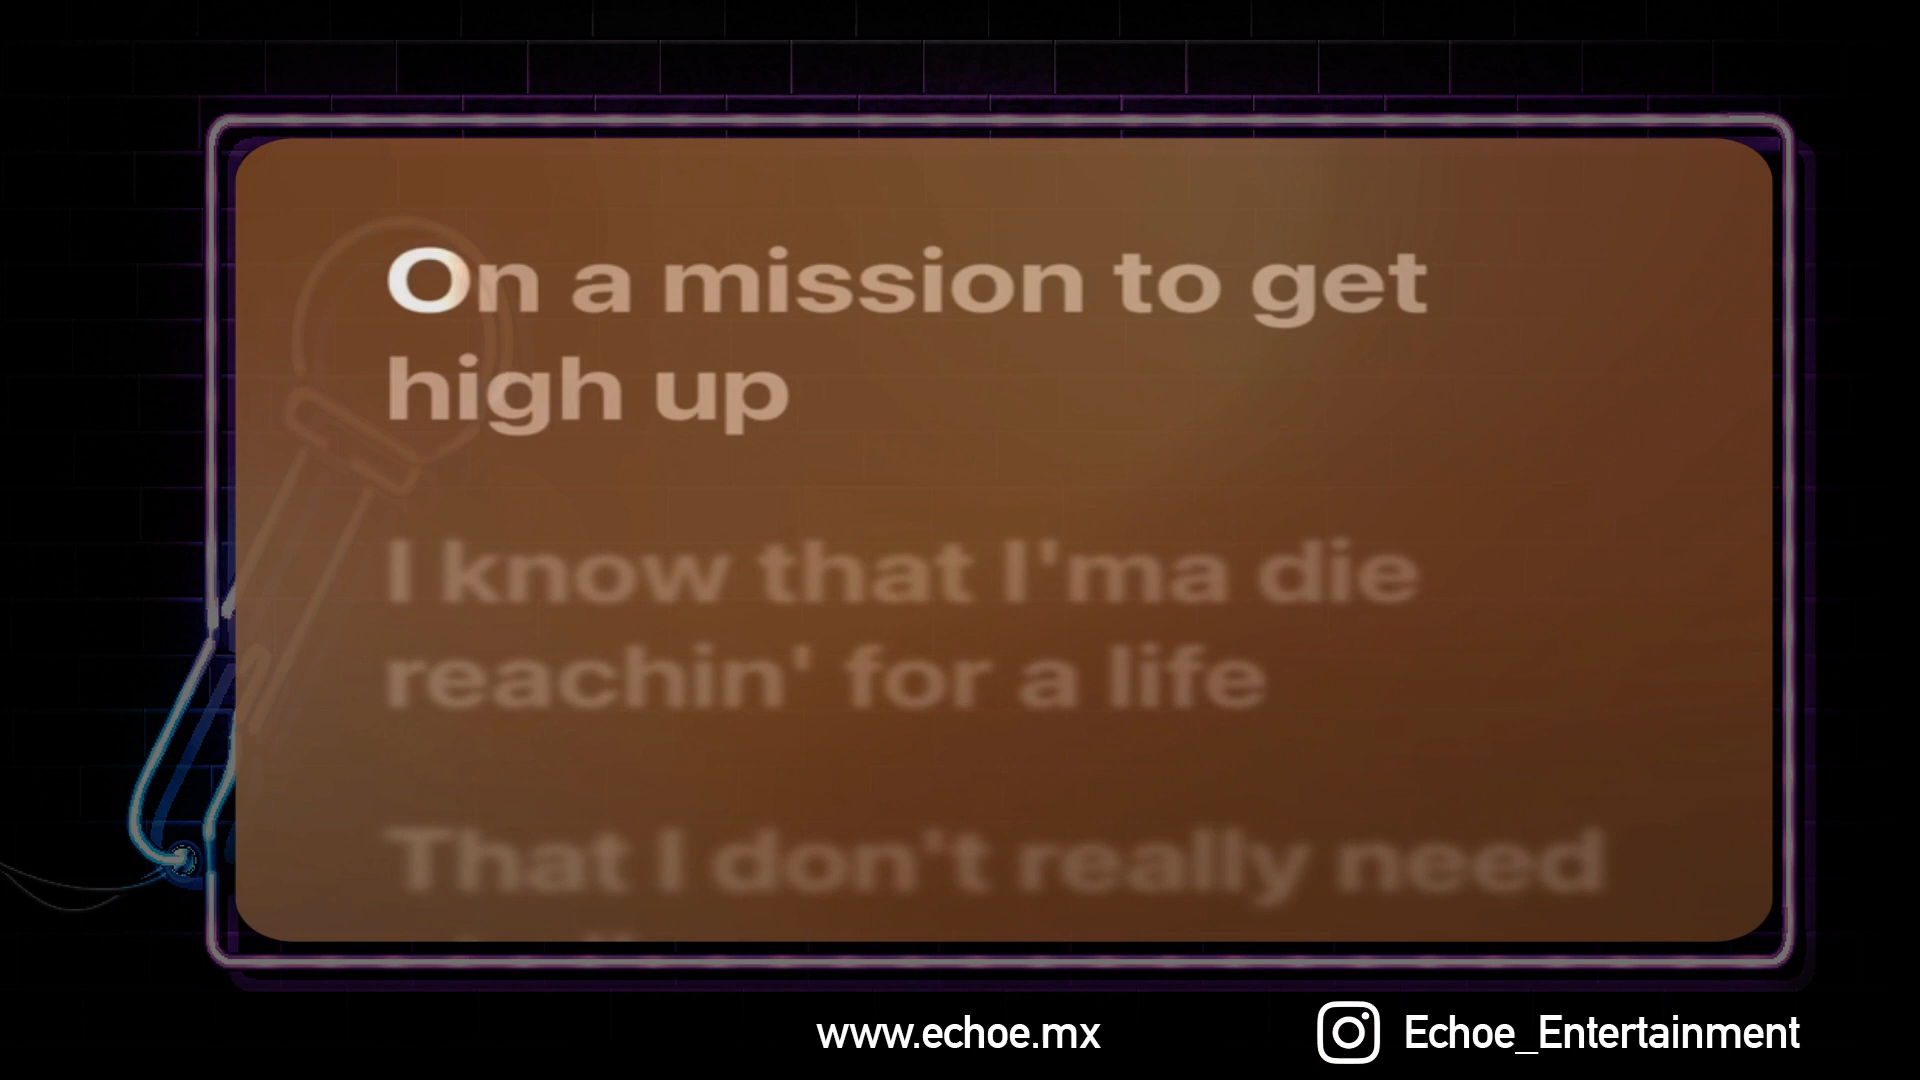 On a mission to get
high up
I know that I'ma die
reachin' for a life
That I don't really need
www.echoe.mx
Echoe_Entertainment